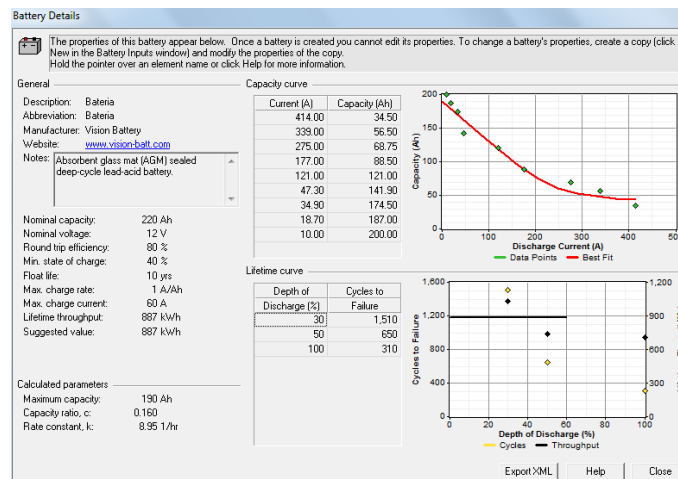 Battery Details
The properties of this battery appear below. Once a battery is created you cannot edit its properties. To change a battery's properties, create a copy (click
New in the Battery Inputs window) and modify the properties of the copy.
Hold the pointer over an element name or click Help for more information.
General
Description: Bateria
Abbreviation: Bateria
Manufacturer: Vision Battery
Website: www.vision-batt.com
Notes: Absorbent glass mat (AGM) sealed
deep-cycle lead-acid battery.
Nominal capacity: 220 Ah
Nominal voltage: 12 V
Round trip efficiency: 80 %
Min. state of charge: 40 %
Float life: 10 yrs
Max. charge rate: 1 A/Ah
Max. charge current: 60 A
Lifetime throughput: 887 kWh
Suggested value: 887 kWh
Calculated parameters
Maximum capacity: 190 Ah
Capacity ratio, c: 0.160
Rate constant, k: 8.95 1/hr
Capacity curve
Current (A) Capacity (Ah)
414.00 34.50
339.00 56.50
275.00 68.75
177.00 88.50
121.00 121.00
47.30 141.90
34.90 174.50
18.70 187.00
10.00 200.00
200
150
100
50
0
Capacity (Ah)
0 100 200 300 400 50
Discharge Current (A)
Data Points Best Fit
Lifetime curve
Depth of Cycles to
Discharge (%) Failure
30 1,510
50 650
100 310
1,600
1,200
800
400
0
Cycles to Failure
1,200
900
600
300
0
0 20 40 60 80 100
Depth of Discharge (%)
Cycles Throughput
Export XML Help Close